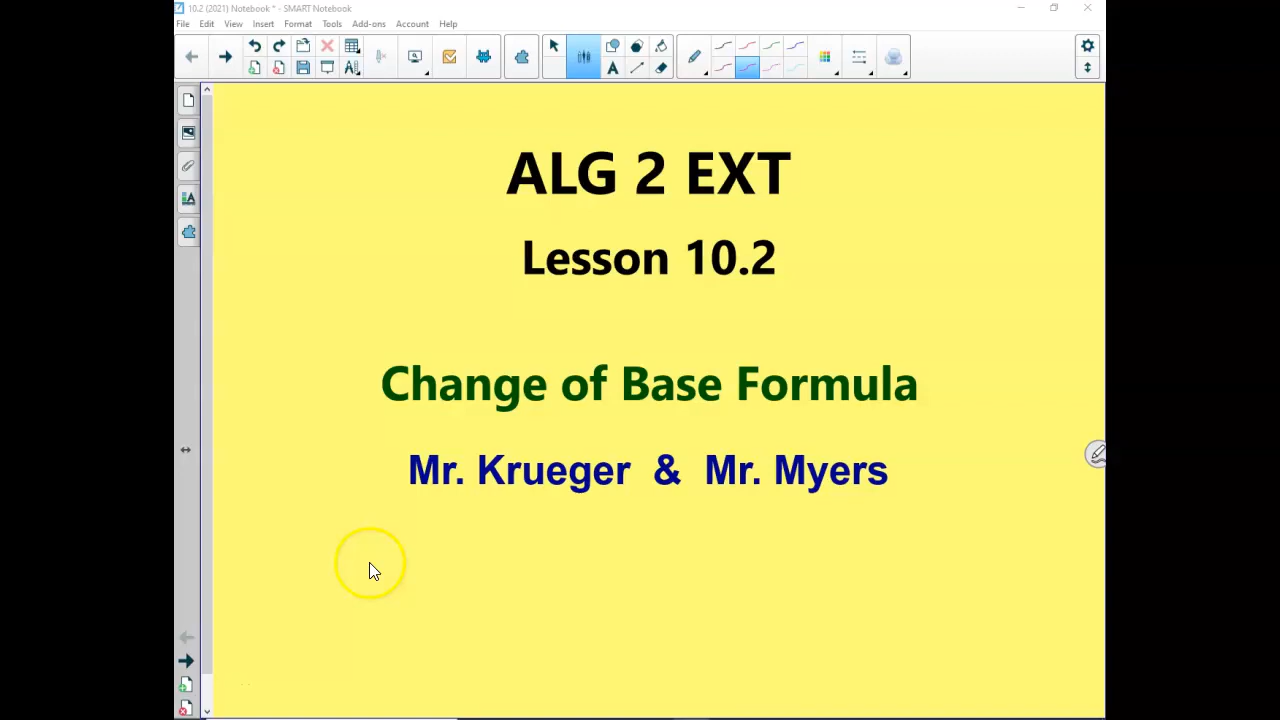 10.2 (2021) Notebook * - SMART Notebook
File Edit View Insert Format Tools Add-ons Account Help
ALG 2 EXT
Lesson 10.2
Change of Base Formula
Mr. Krueger & Mr. Myers